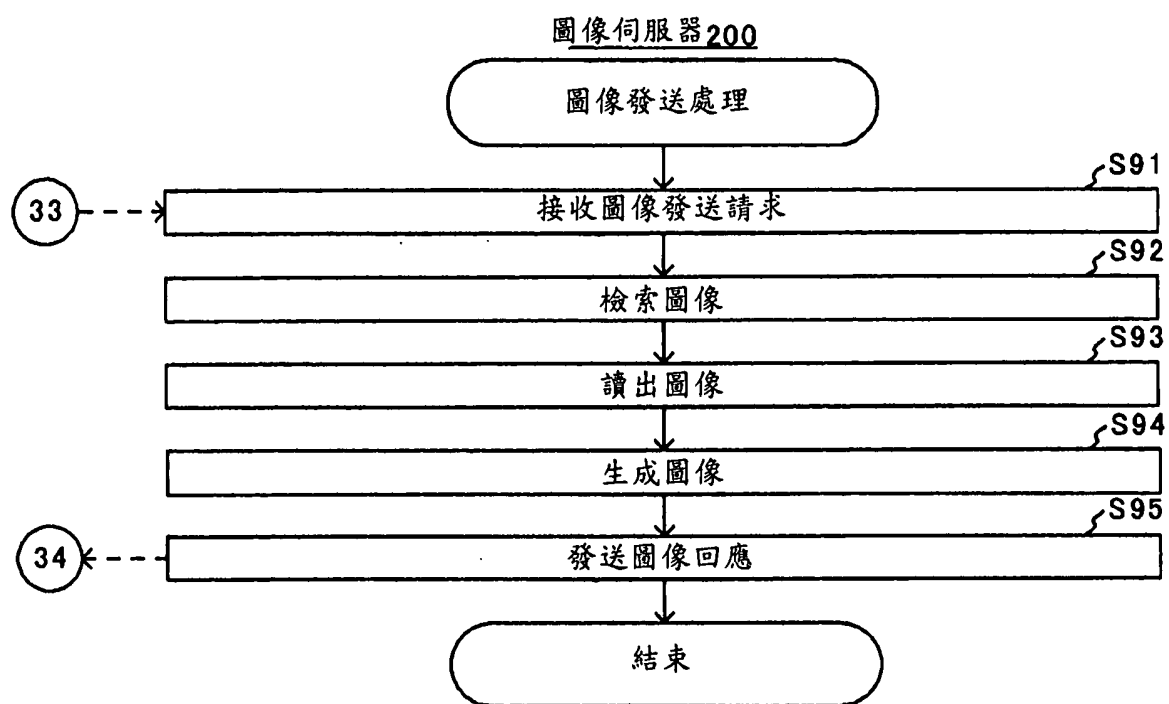 圖像伺服器200
圖像發送處理
S91
33
接收圖像發送請求
S92
檢索圖像
S93
讀出圖像
S94
生成圖像
S95
34
發送圖像回應
結束